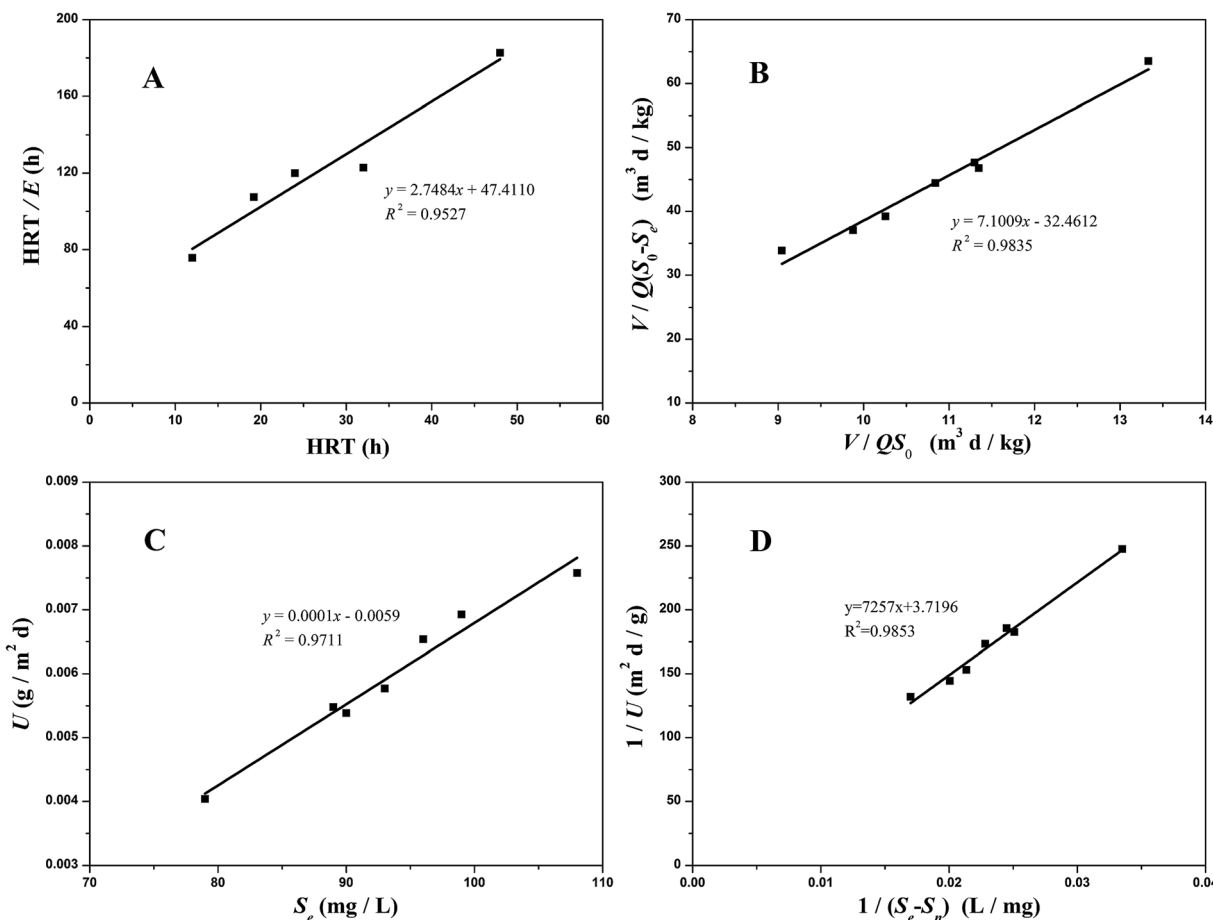 A
200
160
120
80
40
0
HRT / E (h)
y = 2.7484x + 47.4110
R² = 0.9527
0 10 20 30 40 50 60
HRT (h)
B
70
60
50
40
30
20
10
V / Q(S₀-Sₑ) (m³ d / kg)
y = 7.1009x - 32.4612
R² = 0.9835
8 9 10 11 12 13 14
V / QS₀ (m³ d / kg)
C
0.009
0.008
0.007
0.006
0.005
0.004
0.003
U (g / m² d)
y = 0.0001x - 0.0059
R² = 0.9711
70 80 90 100 110
Sₑ (mg / L)
D
300
250
200
150
100
50
0
1 / U (m² d / g)
y=7257x+3.7196
R²=0.9853
0.00 0.01 0.02 0.03 0.04
1 / (Sₑ-Sₙ) (L / mg)